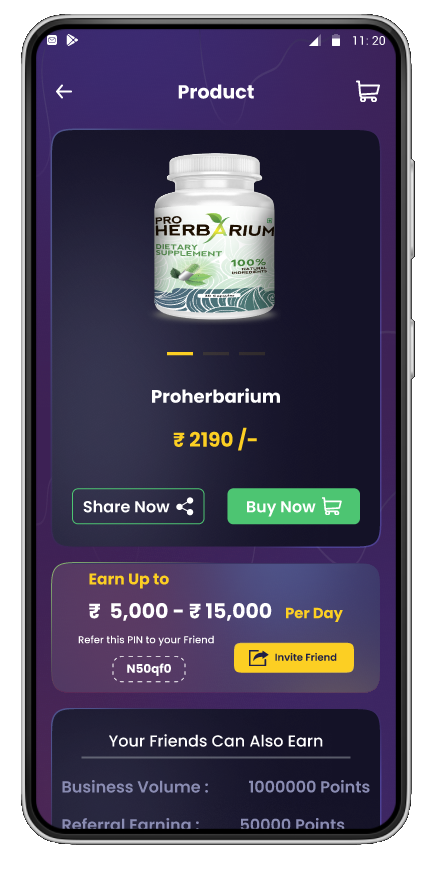 11:20
Product
PRO
HERBARIUM
DIETARY
SUPPLEMENT
100%
NATURAL
INGREDIENTS
30 Capsules
Proherbarium
₹ 2190 /-
Share Now
Buy Now
Earn Up to
₹ 5,000 - ₹ 15,000 Per Day
Refer this PIN to your Friend
N50qf0
Invite Friend
Your Friends Can Also Earn
Business Volume : 1000000 Points
Referral Earning : 50000 Points